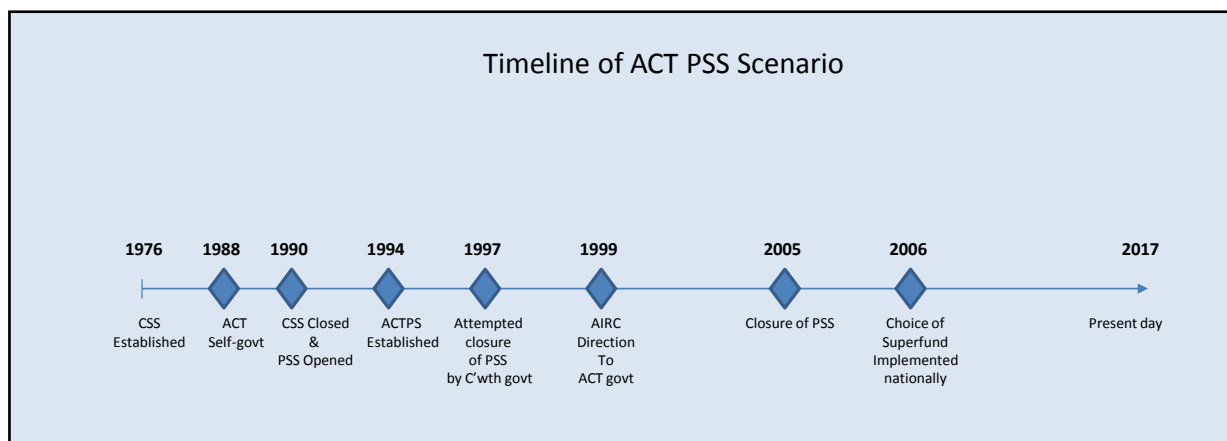 Timeline of ACT PSS Scenario
1976 1988 1990 1994 1997 1999 2005 2006 2017
CSS
Established
ACT
Self-govt
CSS Closed
&
PSS Opened
ACTPS
Established
Attempted
closure
of PSS
by C'wth govt
AIRC
Direction
To
ACT govt
Closure of PSS
Choice of
Superfund
Implemented
nationally
Present day